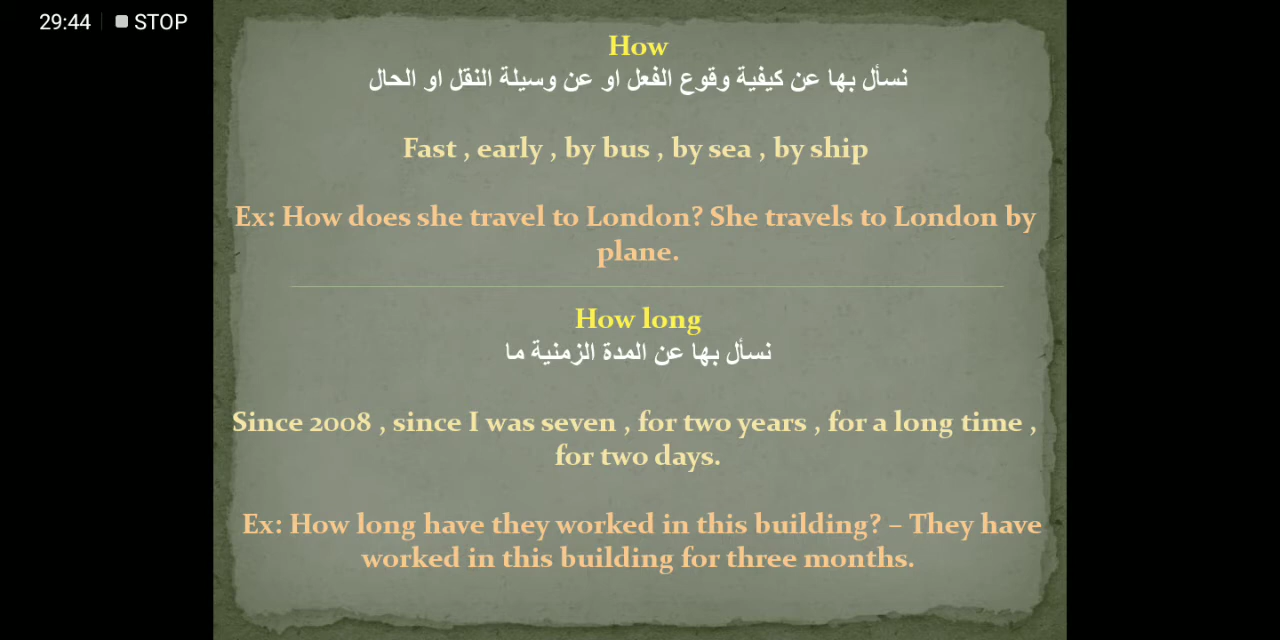 29:44 STOP
How
نسأل بها عن كيفية وقوع الفعل او عن وسيلة النقل او الحال
Fast , early , by bus , by sea , by ship
Ex: How does she travel to London? She travels to London by
plane.
How long
نسأل بها عن المدة الزمنية ما
Since 2008 , since I was seven , for two years , for a long time ,
for two days.
Ex: How long have they worked in this building? – They have
worked in this building for three months.